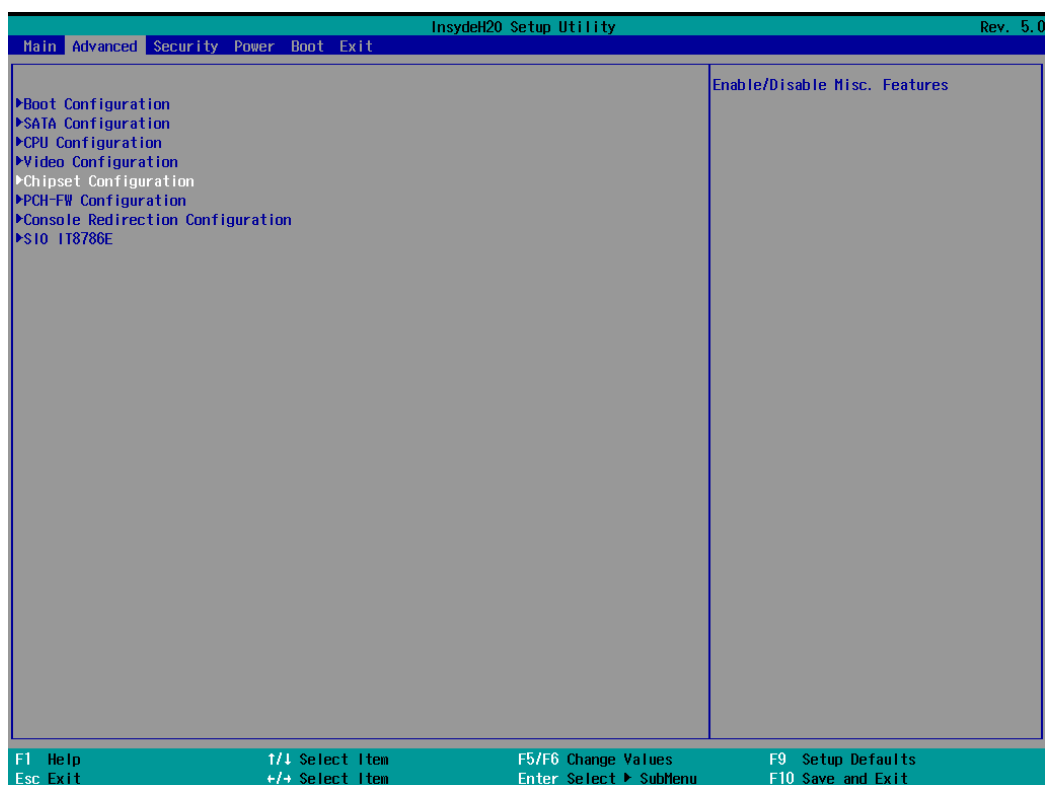 InsydeH20 Setup Utility Rev. 5.0
Main Advanced Security Power Boot Exit
Enable/Disable Misc. Features
▶Boot Configuration
▶SATA Configuration
▶CPU Configuration
▶Video Configuration
▶Chipset Configuration
▶PCH-FW Configuration
▶Console Redirection Configuration
▶SIO IT8786E
F1 Help ↑/↓ Select Item F5/F6 Change Values F9 Setup Defaults
Esc Exit ←/→ Select Item Enter Select ▶ SubMenu F10 Save and Exit